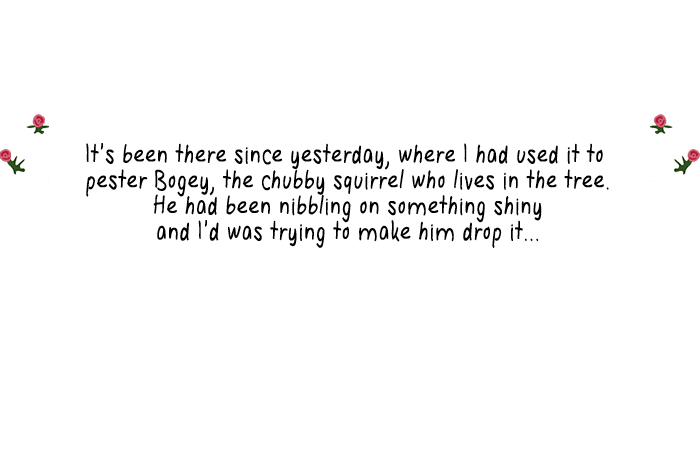 It's been there since yesterday, where I had used it to
pester Bogey, the chubby squirrel who lives in the tree.
He had been nibbling on something shiny
and I'd was trying to make him drop it...